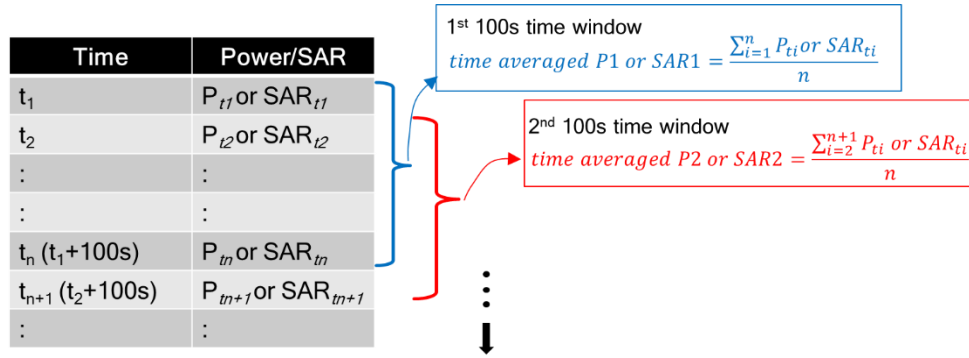 1st 100s time window
time averaged P1 or SAR1 = ∑ⁿᵢ₌₁ Pti or SARti / n
Time Power/SAR
t1 Pt1 or SARt1
t2 Pt2 or SARt2
: :
: :
tn (t1+100s) Ptn or SARtn
tn+1 (t2+100s) Ptn+1 or SARtn+1
: :
2nd 100s time window
time averaged P2 or SAR2 = ∑ⁿ⁺¹ᵢ₌₂ Pti or SARti / n